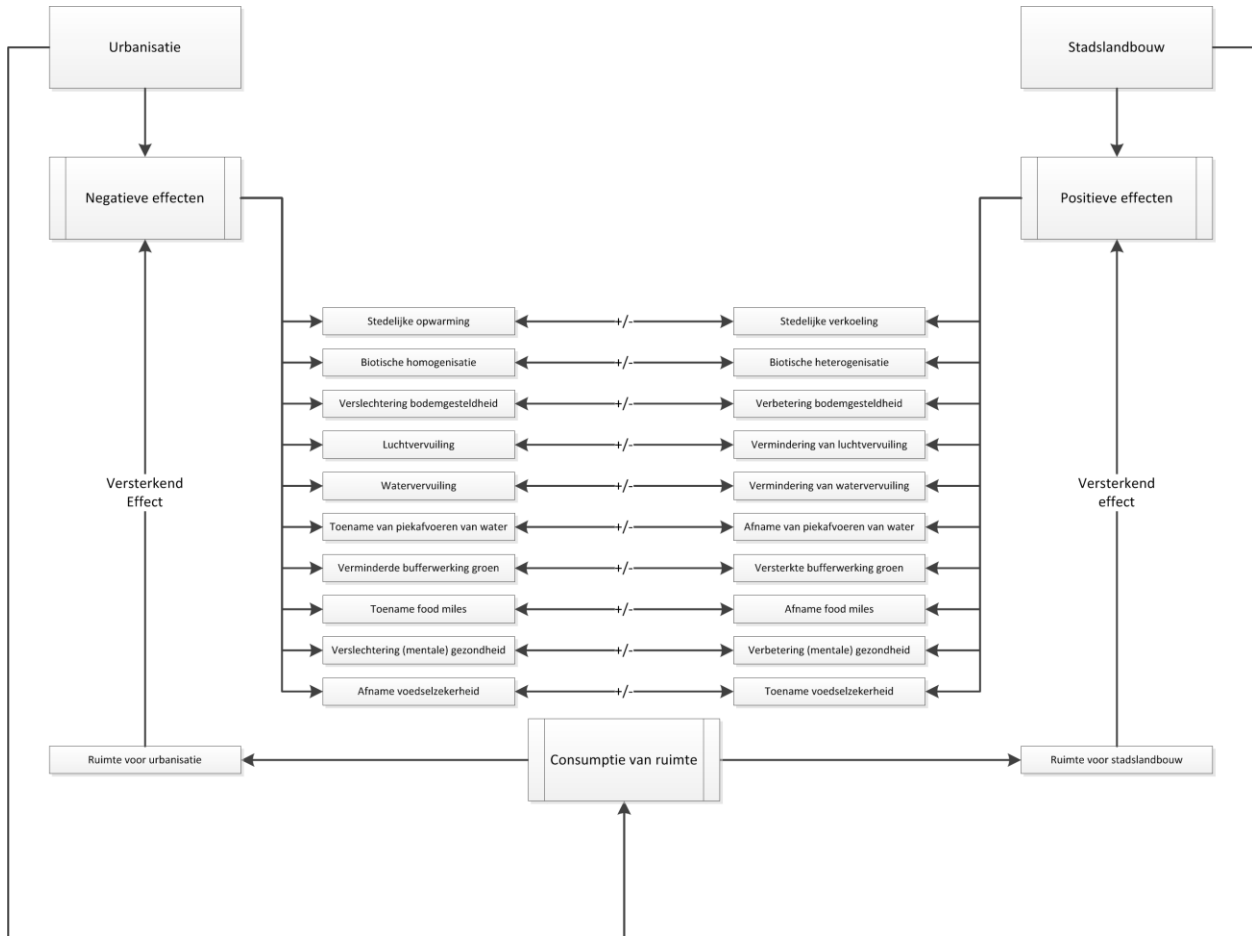 Urbanisatie
Stadslandbouw
Negatieve effecten
Positieve effecten
Stedelijke opwarming
+/-
Stedelijke verkoeling
Biotische homogenisatie
+/-
Biotische heterogenisatie
Verslechtering bodemgesteldheid
+/-
Verbetering bodemgesteldheid
Luchtvervuiling
+/-
Vermindering van luchtvervuiling
Watervervuiling
+/-
Vermindering van watervervuiling
Toename van piekafvoeren van water
+/-
Afname van piekafvoeren van water
Verminderde bufferwerking groen
+/-
Versterkte bufferwerking groen
Toename food miles
+/-
Afname food miles
Verslechtering (mentale) gezondheid
+/-
Verbetering (mentale) gezondheid
Afname voedselzekerheid
+/-
Toename voedselzekerheid
Versterkend
Effect
Versterkend
effect
Ruimte voor urbanisatie
Consumptie van ruimte
Ruimte voor stadslandbouw